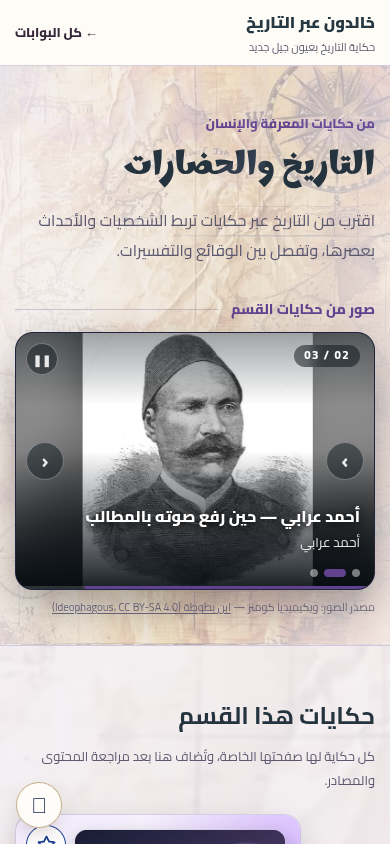 خالدون عبر التاريخ
حكاية التاريخ بعيون جيل جديد
← كل البوابات
من حكايات المعرفة والإنسان
التاريخ والحضارات
اقترب من التاريخ عبر حكايات تربط الشخصيات والأحداث
بعصرها، وتفصل بين الوقائع والتفسيرات.
صور من حكايات القسم
03 / 02
أحمد عرابي — حين رفع صوته بالمطالب
أحمد عرابي
مصدر الصور: ويكيميديا كومنز — ابن بطوطة (Ideophagous, CC BY-SA 4.0)
حكايات هذا القسم
كل حكاية لها صفحتها الخاصة، وتُضاف هنا بعد مراجعة المحتوى
والمصادر.